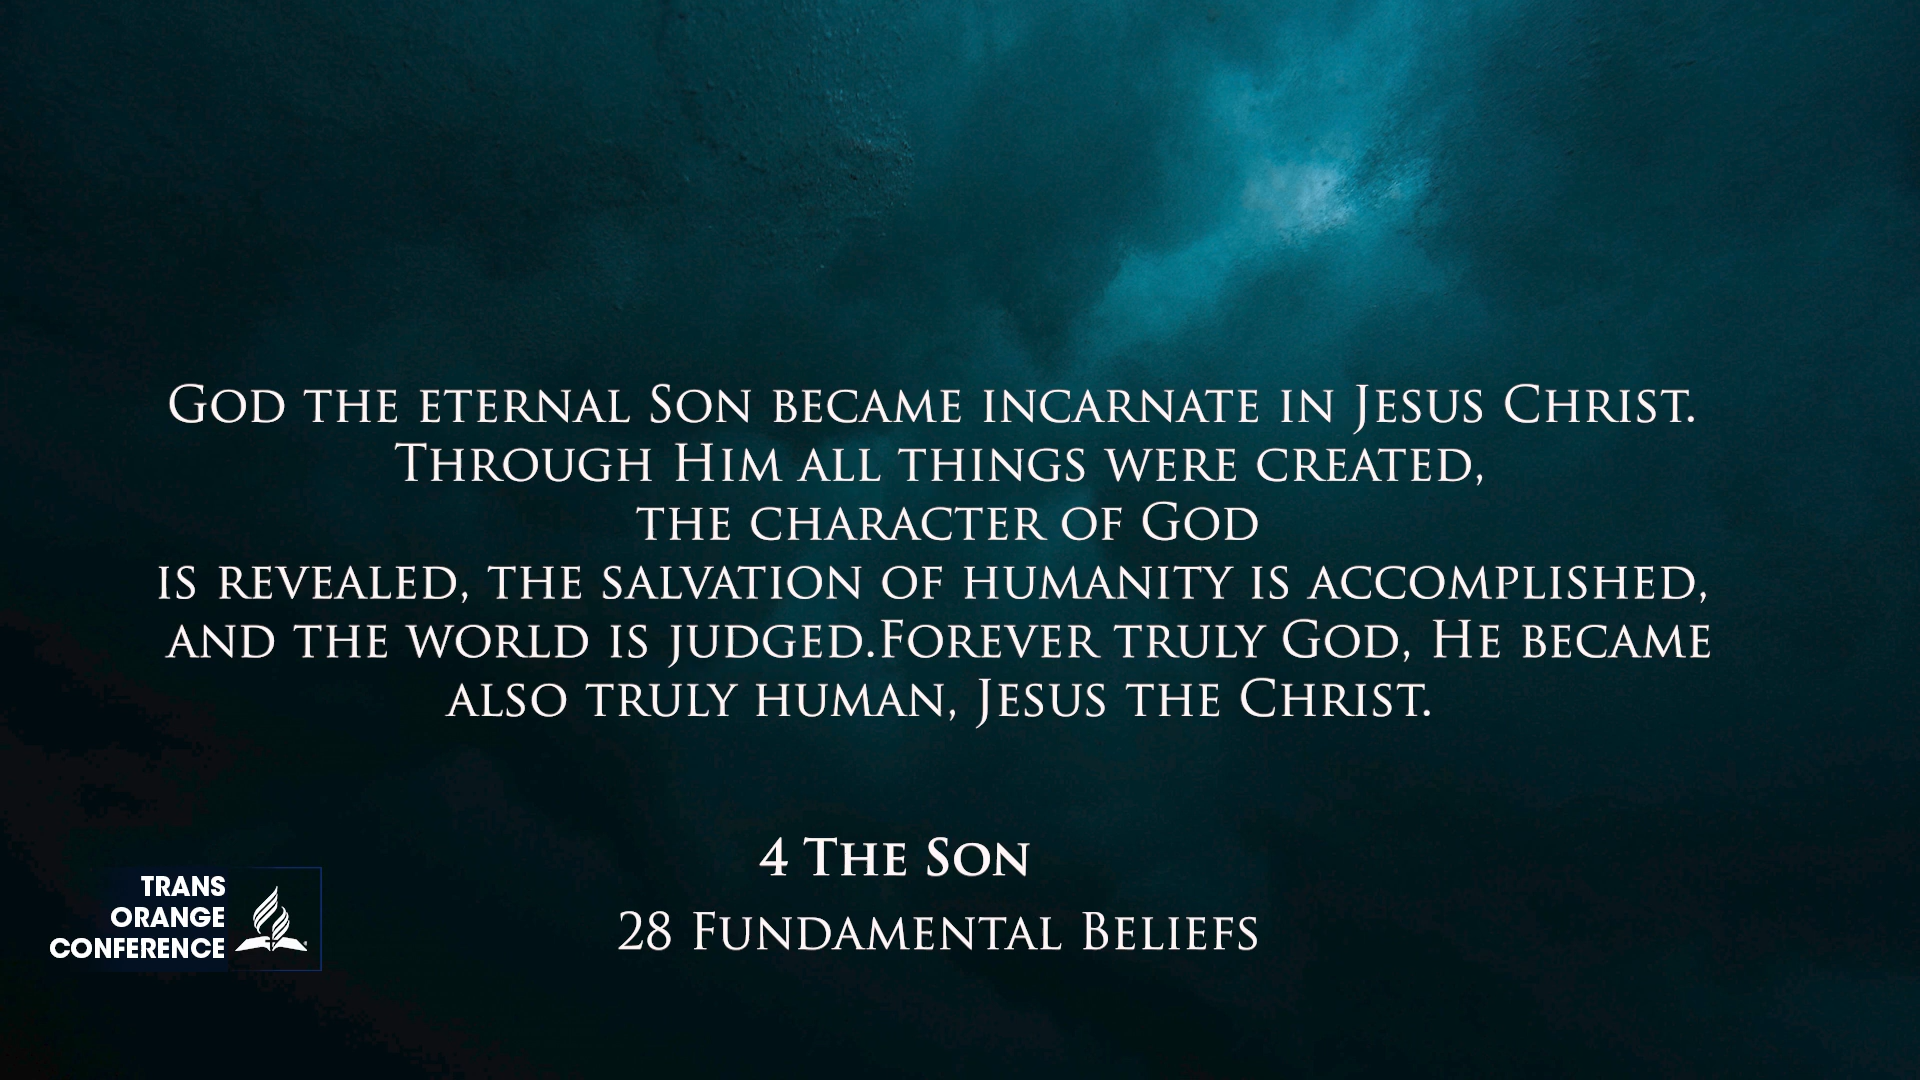 God the eternal Son became incarnate in Jesus Christ.
Through Him all things were created,
the character of God
is revealed, the salvation of humanity is accomplished,
and the world is judged.Forever truly God, He became
also truly human, Jesus the Christ.
4 The Son
28 Fundamental Beliefs
TRANS
ORANGE
CONFERENCE